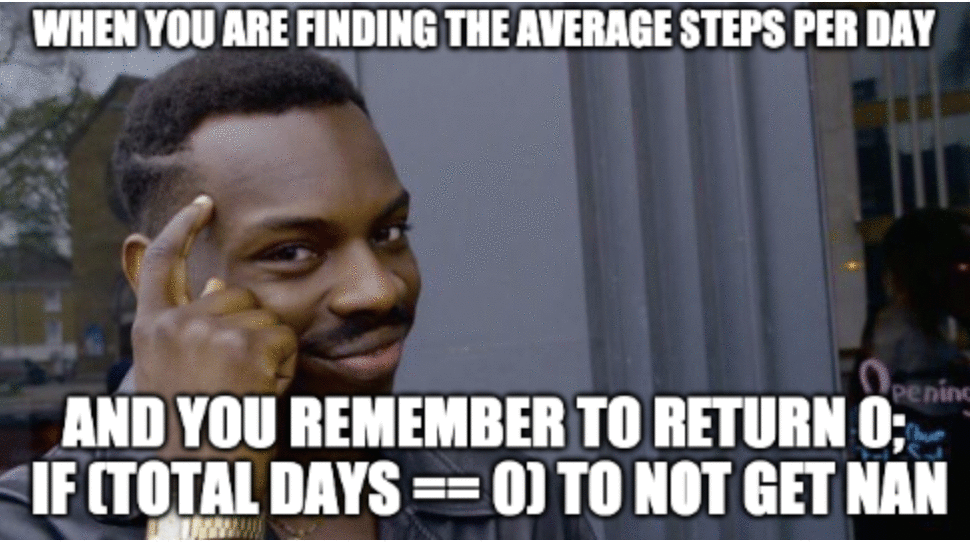 WHEN YOU ARE FINDING THE AVERAGE STEPS PER DAY
AND YOU REMEMBER TO RETURN 0;
IF (TOTAL DAYS == 0) TO NOT GET NAN
Opening